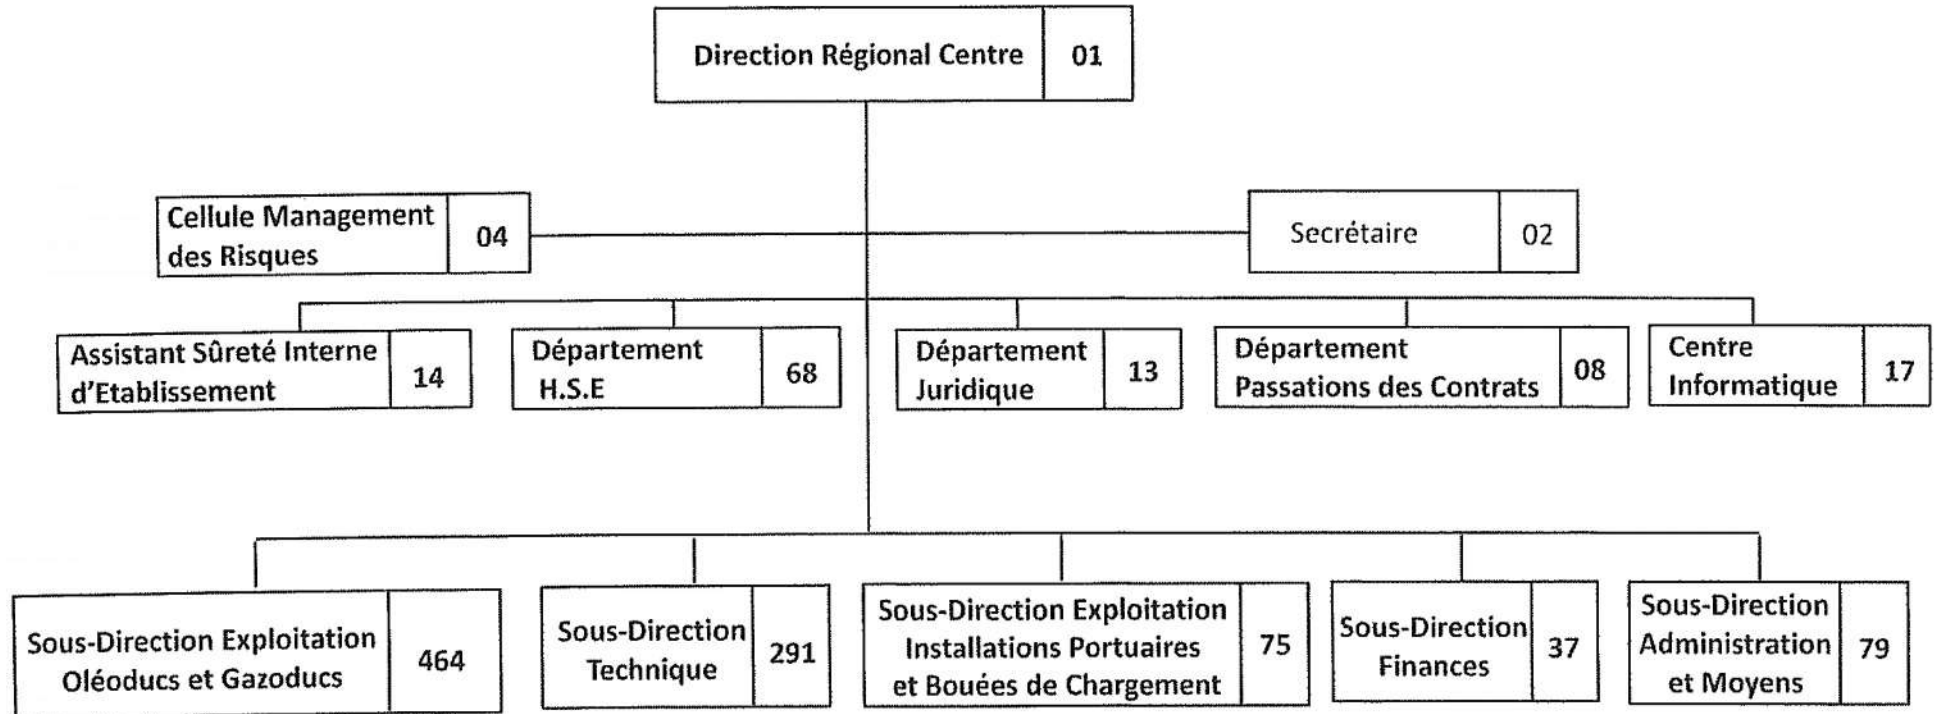 Direction Régional Centre 01
Cellule Management
des Risques
04
Secrétaire 02
Assistant Sûreté Interne
d'Etablissement
14
Département
H.S.E
68
Département
Juridique
13
Département
Passations des Contrats
08
Centre
Informatique
17
Sous-Direction Exploitation
Oléoducs et Gazoducs
464
Sous-Direction
Technique
291
Sous-Direction Exploitation
Installations Portuaires
et Bouées de Chargement
75
Sous-Direction
Finances
37
Sous-Direction
Administration
et Moyens
79